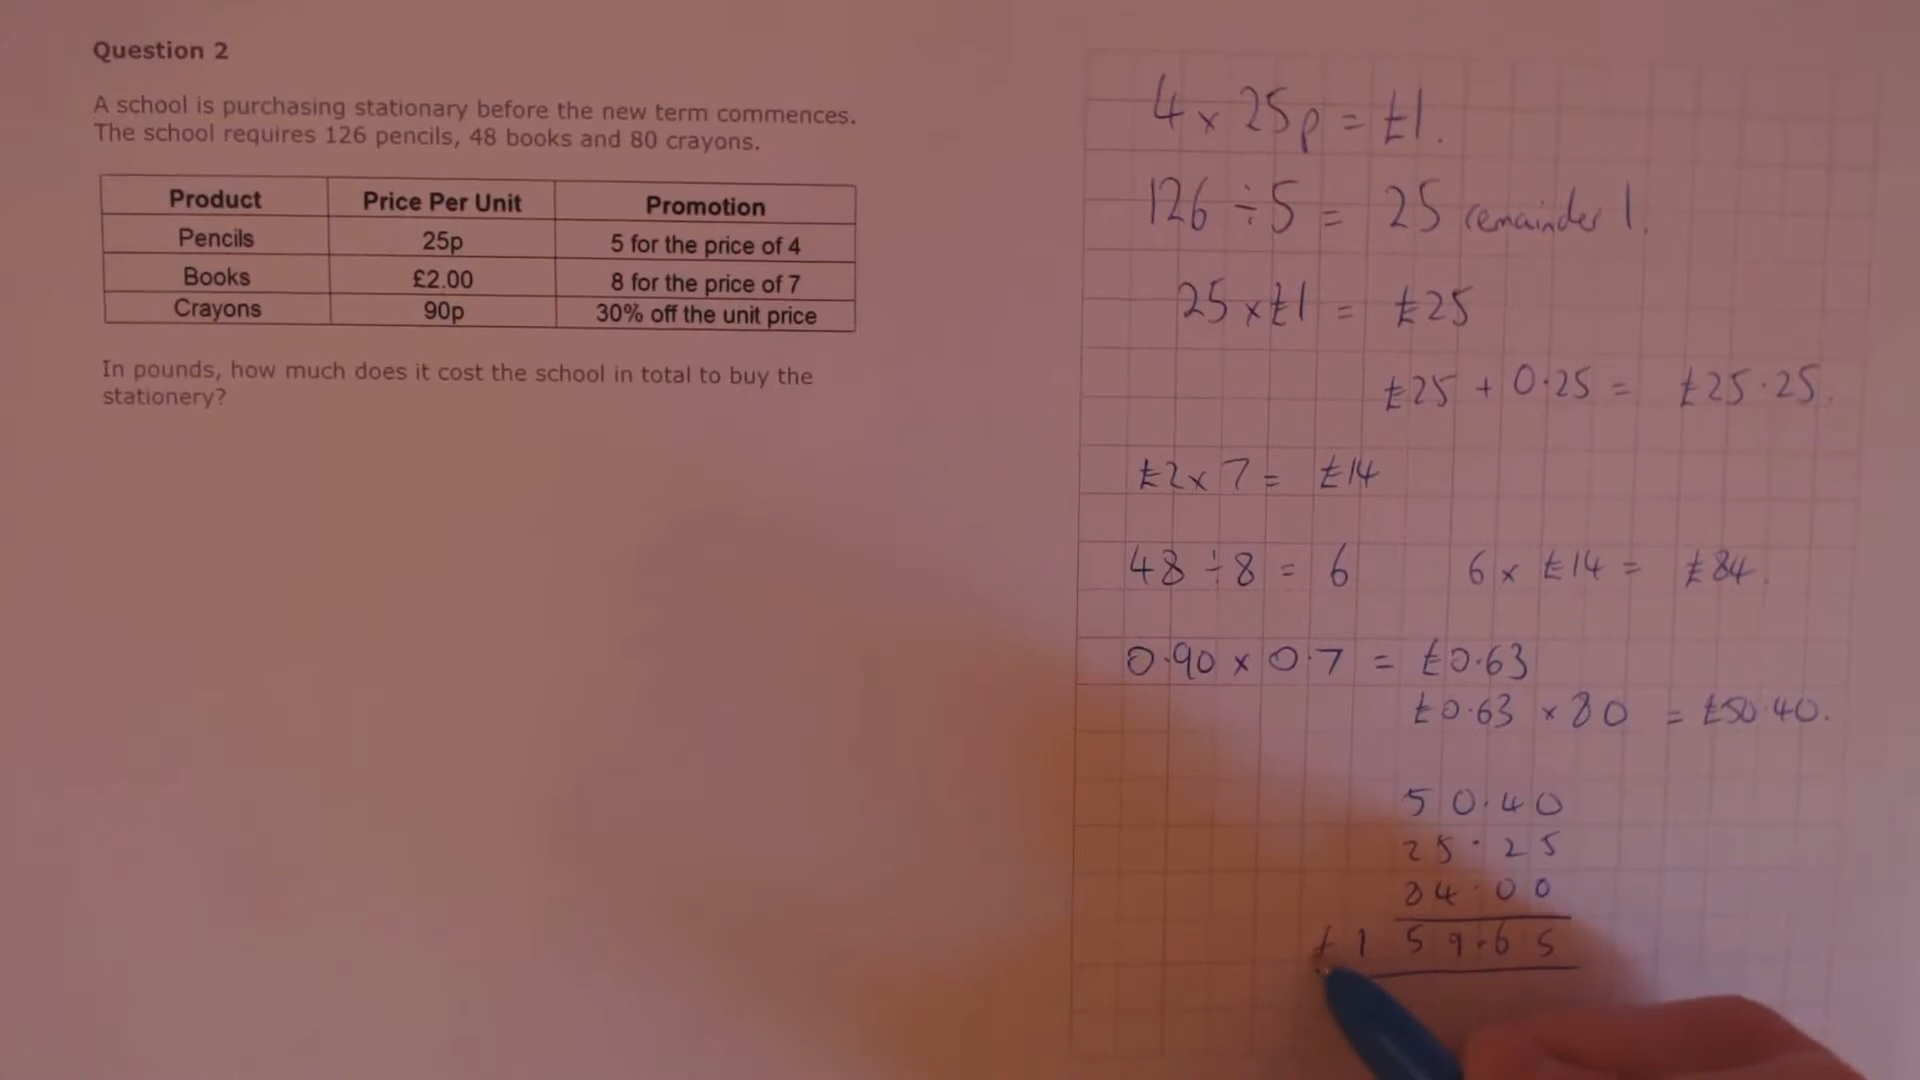 Question 2
A school is purchasing stationary before the new term commences.
The school requires 126 pencils, 48 books and 80 crayons.
Product Price Per Unit Promotion
Pencils 25p 5 for the price of 4
Books £2.00 8 for the price of 7
Crayons 90p 30% off the unit price
In pounds, how much does it cost the school in total to buy the
stationery?
4 × 25p = £1.
126 ÷ 5 = 25 remainder 1.
25 × £1 = £25
£25 + 0.25 = £25.25.
£2 × 7 = £14
48 ÷ 8 = 6 6 × £14 = £84.
0.90 × 0.7 = £0.63
£0.63 × 80 = £50.40.
50.40
25.25
84.00
£159.65